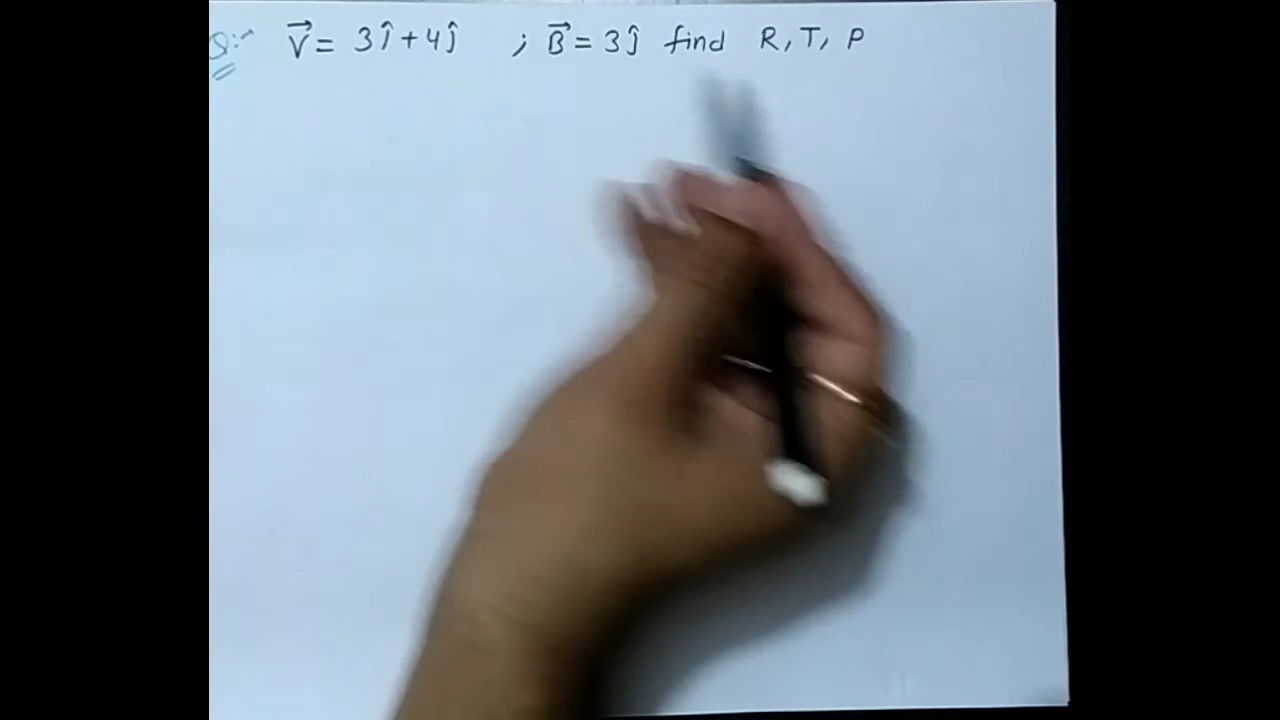 Q:- V⃗ = 3î + 4ĵ ; B⃗ = 3ĵ find R, T, P